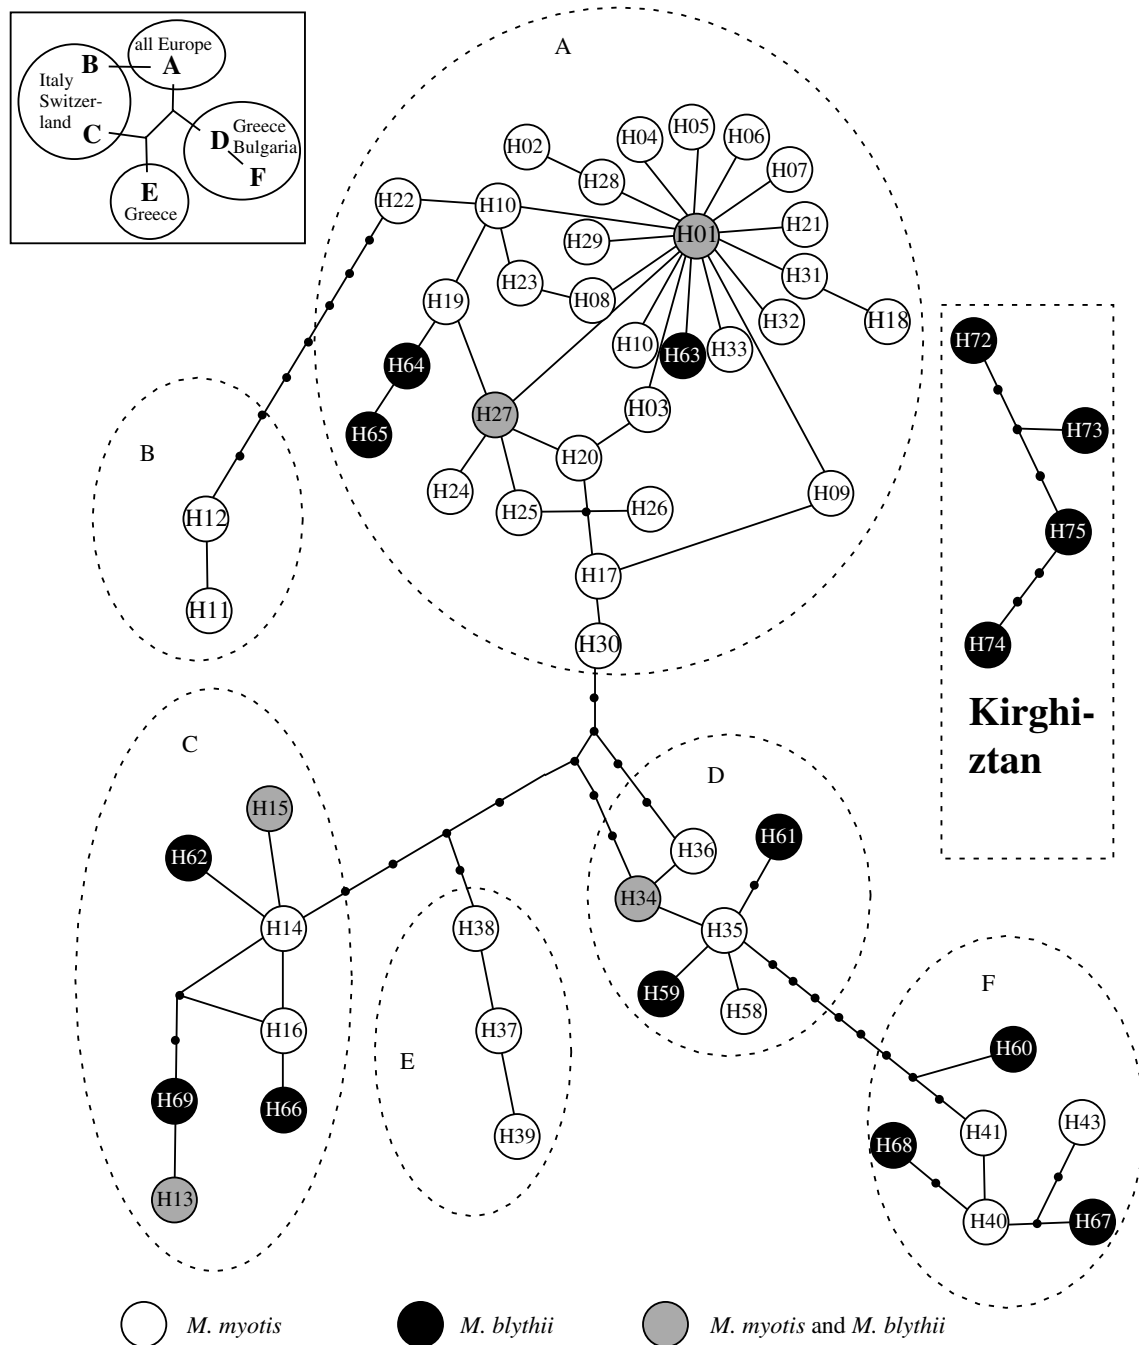 all Europe
B
A
Italy
Switzer-
land
C
D
Greece
Bulgaria
F
E
Greece
A
H02
H04
H05
H06
H28
H07
H22
H10
H29
H01
H21
H23
H08
H31
H19
H10
H63
H33
H32
H18
H64
H27
H03
H65
H20
H24
H25
H26
H09
H17
H30
B
H12
H11
H72
H73
H75
H74
Kirghi-
ztan
C
H15
H62
H14
H16
H69
H66
H13
D
H61
H36
H34
H35
H59
H58
H38
H37
E
H39
F
H60
H43
H41
H68
H40
H67
M. myotis
M. blythii
M. myotis and M. blythii